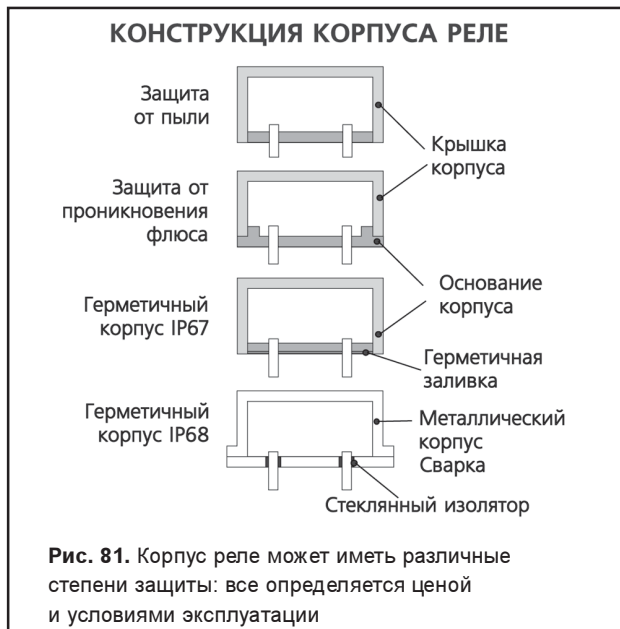 КОНСТРУКЦИЯ КОРПУСА РЕЛЕ
Защита
от пыли
Крышка
корпуса
Защита от
проникновения
флюса
Основание
корпуса
Герметичный
корпус IP67
Герметичная
заливка
Герметичный
корпус IP68
Металлический
корпус
Сварка
Стеклянный изолятор
Рис. 81. Корпус реле может иметь различные
степени защиты: все определяется ценой
и условиями эксплуатации